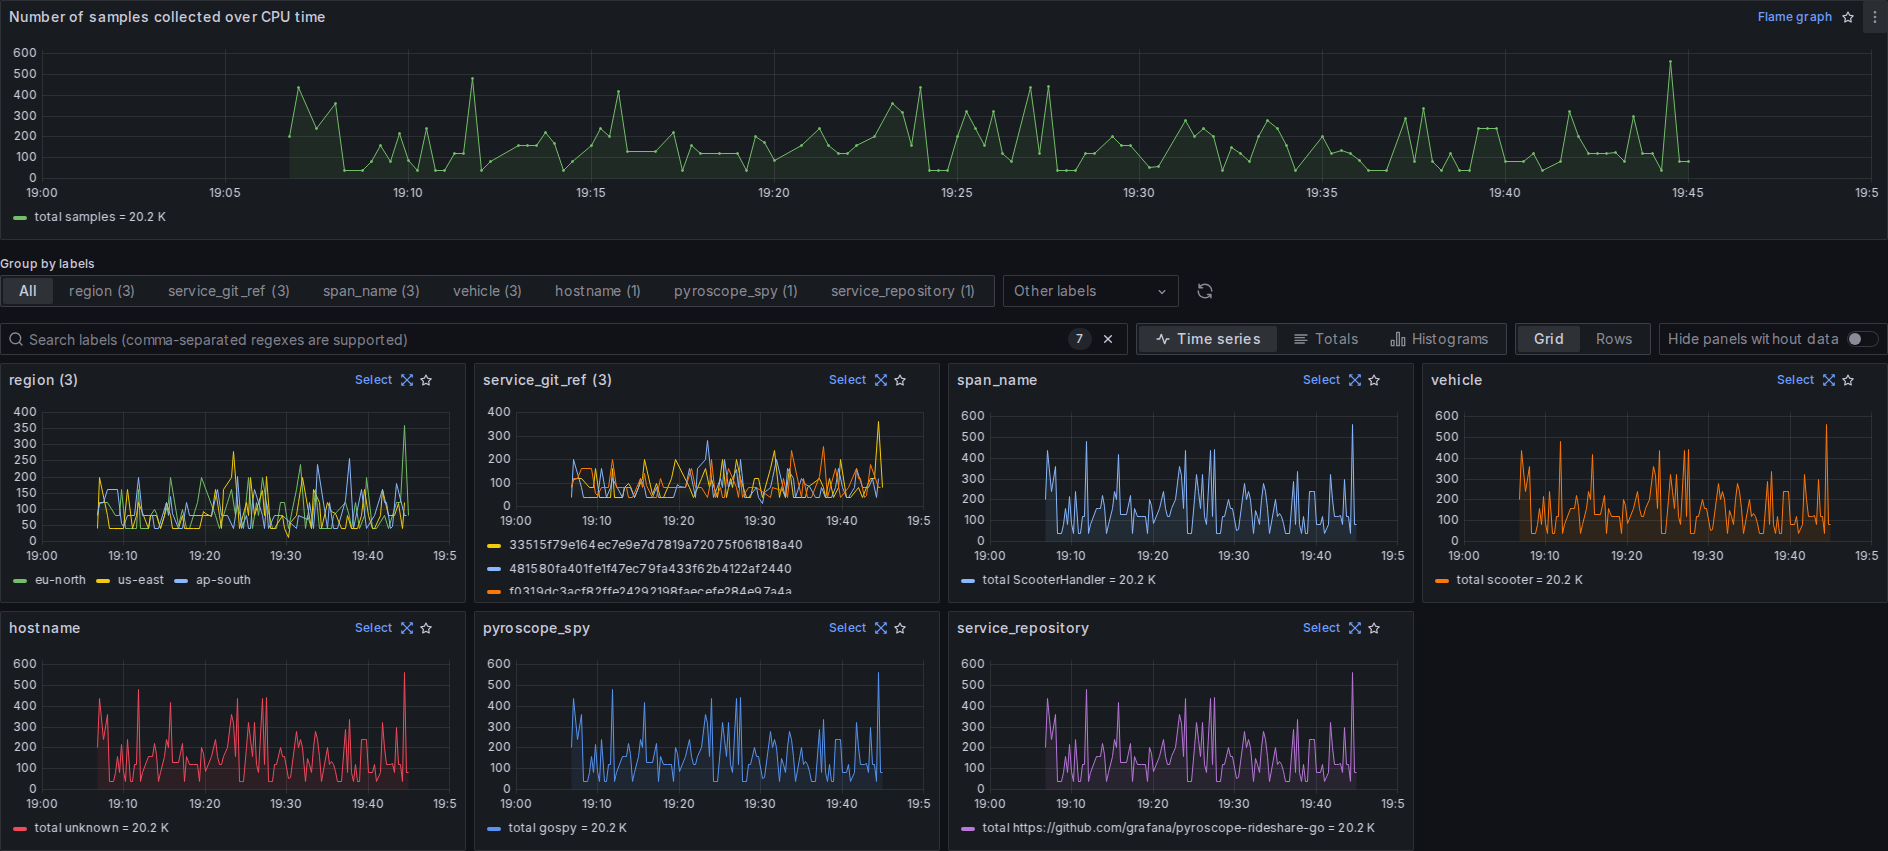 Number of samples collected over CPU time
Flame graph
600
500
400
300
200
100
0
19:00 19:05 19:10 19:15 19:20 19:25 19:30 19:35 19:40 19:45 19:5
total samples = 20.2 K
Group by labels
All region (3) service_git_ref (3) span_name (3) vehicle (3) hostname (1) pyroscope_spy (1) service_repository (1) Other labels
Search labels (comma-separated regexes are supported) 7 Time series Totals Histograms Grid Rows Hide panels without data
region (3) Select
400
350
300
250
200
150
100
50
0
19:00 19:10 19:20 19:30 19:40 19:5
eu-north us-east ap-south
service_git_ref (3) Select
400
300
200
100
0
19:00 19:10 19:20 19:30 19:40 19:5
33515f79e164ec7e9e7d7819a72075f061818a40
481580fa401fe1f47ec79fa433f62b4122af2440
f0319dc3acf82ffe24292198faecefe284e97a4a
span_name Select
600
500
400
300
200
100
0
19:00 19:10 19:20 19:30 19:40 19:5
total ScooterHandler = 20.2 K
vehicle Select
600
500
400
300
200
100
0
19:00 19:10 19:20 19:30 19:40 19:5
total scooter = 20.2 K
hostname Select
600
500
400
300
200
100
0
19:00 19:10 19:20 19:30 19:40 19:5
total unknown = 20.2 K
pyroscope_spy Select
600
500
400
300
200
100
0
19:00 19:10 19:20 19:30 19:40 19:5
total gospy = 20.2 K
service_repository Select
600
500
400
300
200
100
0
19:00 19:10 19:20 19:30 19:40 19:5
total https://github.com/grafana/pyroscope-rideshare-go = 20.2 K